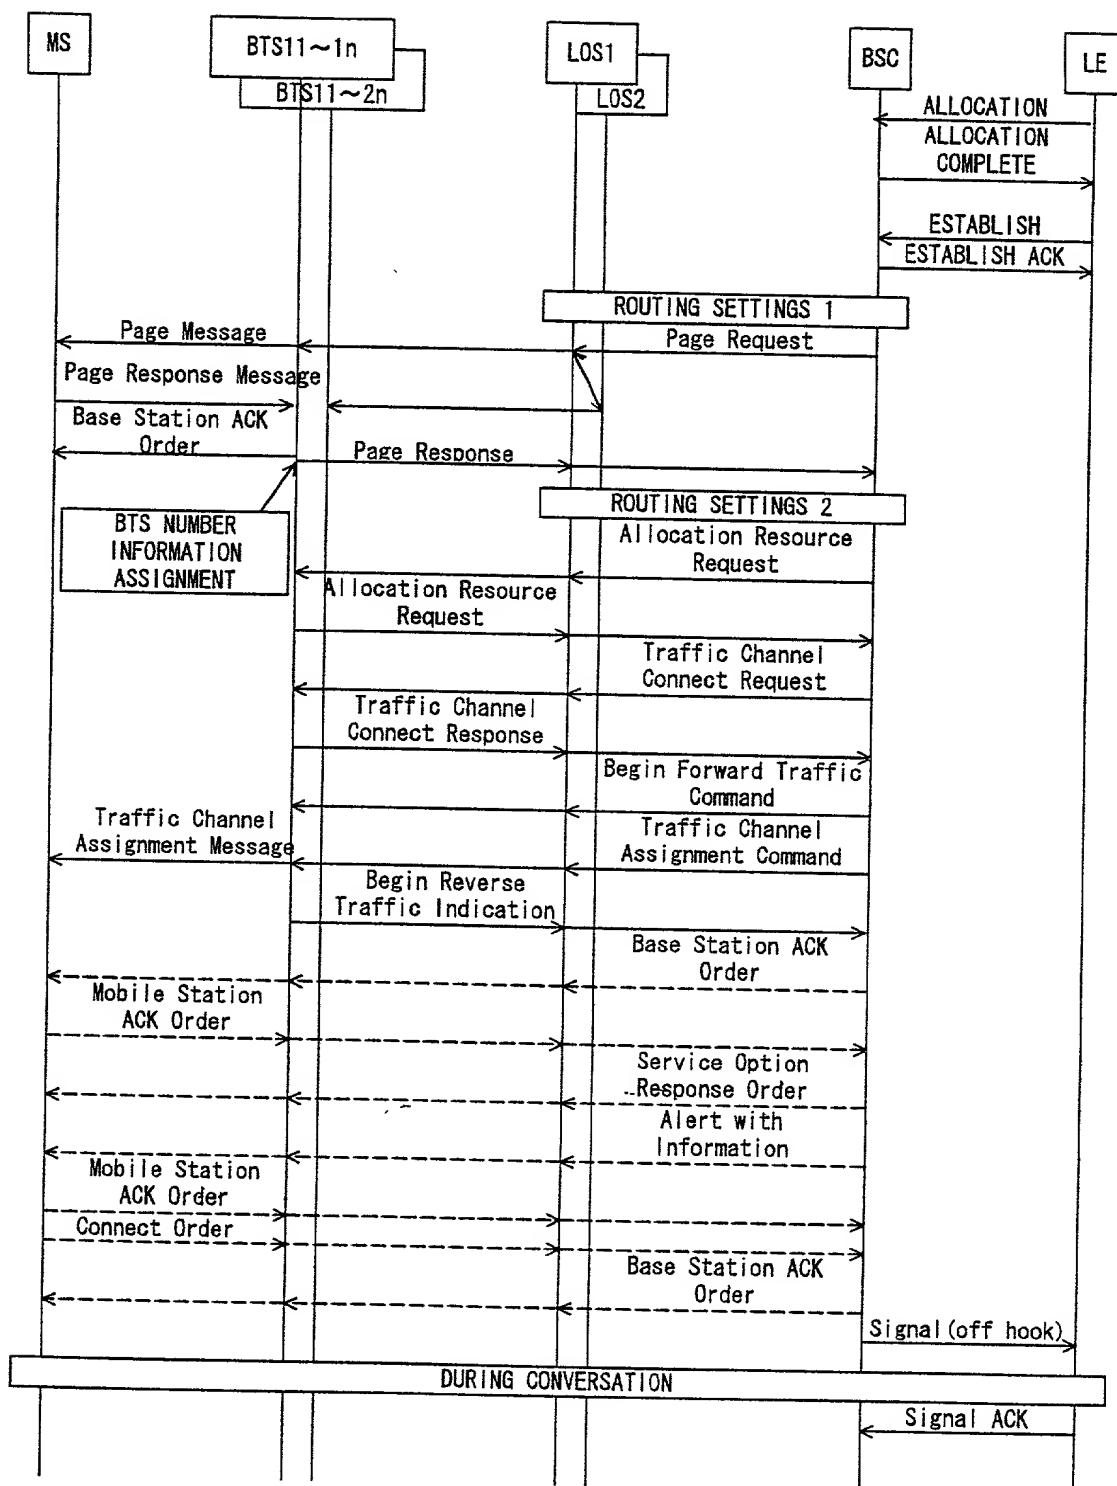 MS
BTS11~1n
BTS11~2n
LOS1
LOS2
BSC
LE
ALLOCATION
ALLOCATION
COMPLETE
ESTABLISH
ESTABLISH ACK
ROUTING SETTINGS 1
Page Message
Page Request
Page Response Message
Base Station ACK
Order
Page Response
ROUTING SETTINGS 2
BTS NUMBER
INFORMATION
ASSIGNMENT
Allocation Resource
Request
Allocation Resource
Request
Traffic Channel
Connect Request
Traffic Channel
Connect Response
Begin Forward Traffic
Command
Traffic Channel
Assignment Message
Traffic Channel
Assignment Command
Begin Reverse
Traffic Indication
Base Station ACK
Order
Mobile Station
ACK Order
Service Option
Response Order
Alert with
Information
Mobile Station
ACK Order
Connect Order
Base Station ACK
Order
Signal(off hook)
DURING CONVERSATION
Signal ACK